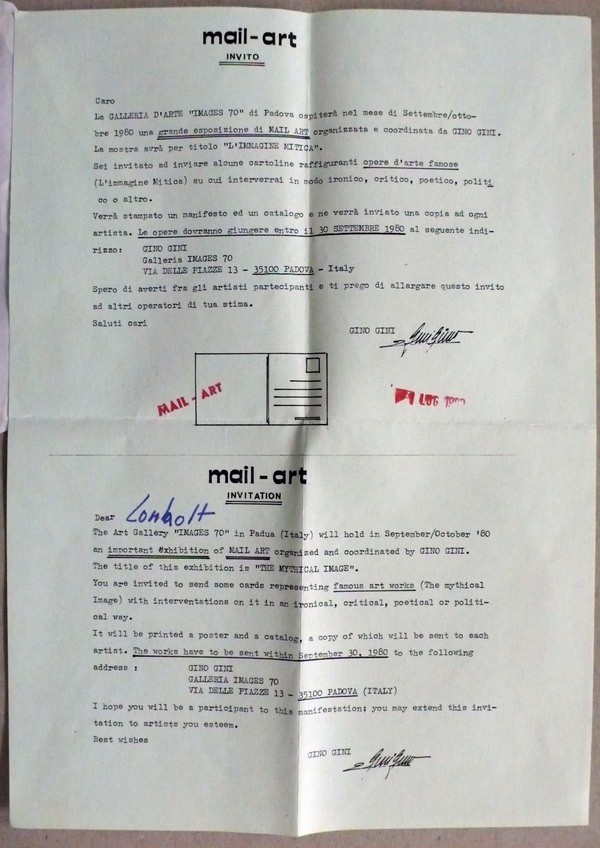 mail-art
INVITO
Caro
La GALLERIA D'ARTE "IMAGES 70" di Padova ospiterà nel mese di Settembre/otto-
bre 1980 una grande esposizione di MAIL ART organizzata e coordinata da GINO GINI.
La mostra avrà per titolo "L'IMMAGINE MITICA".
Sei invitato ad inviare alcune cartoline raffiguranti opere d'arte famose
(L'immagine Mitica) su cui interverrai in modo ironico, critico, poetico, politi
co o altro.
Verrà stampato un manifesto ed un catalogo e ne verrà inviato una copia ad ogni
artista. Le opere dovranno giungere entro il 30 SETTEMBRE 1980 al seguente indi-
rizzo: GINO GINI
Galleria IMAGES 70
VIA DELLE PIAZZE 13 - 35100 PADOVA - Italy
Spero di averti fra gli artisti partecipanti e ti prego di allargare questo invito
ad altri operatori di tua stima.
Saluti cari
GINO GINI Gini Gino
MAIL - ART
LUG
mail-art
INVITATION
Dear Lomholt
The Art Gallery "IMAGES 70" in Padua (Italy) will hold in September/October '80
an important exhibition of MAIL ART organized and coordinated by GINO GINI.
The title of this exhibition is "THE MYTHICAL IMAGE".
You are invited to send some cards representing famous art works (The mythical
Image) with interventations on it in an ironical, critical, poetical or politi-
cal way.
It will be printed a poster and a catalog, a copy of which will be sent to each
artist. The works have to be sent within September 30, 1980 to the following
address : GINO GINI
GALLERIA IMAGES 70
VIA DELLE PIAZZE 13 - 35100 PADOVA (ITALY)
I hope you will be a participant to this manifestation; you may extend this invi-
tation to artists you esteem.
Best wishes
GINO GINI Gini Gino